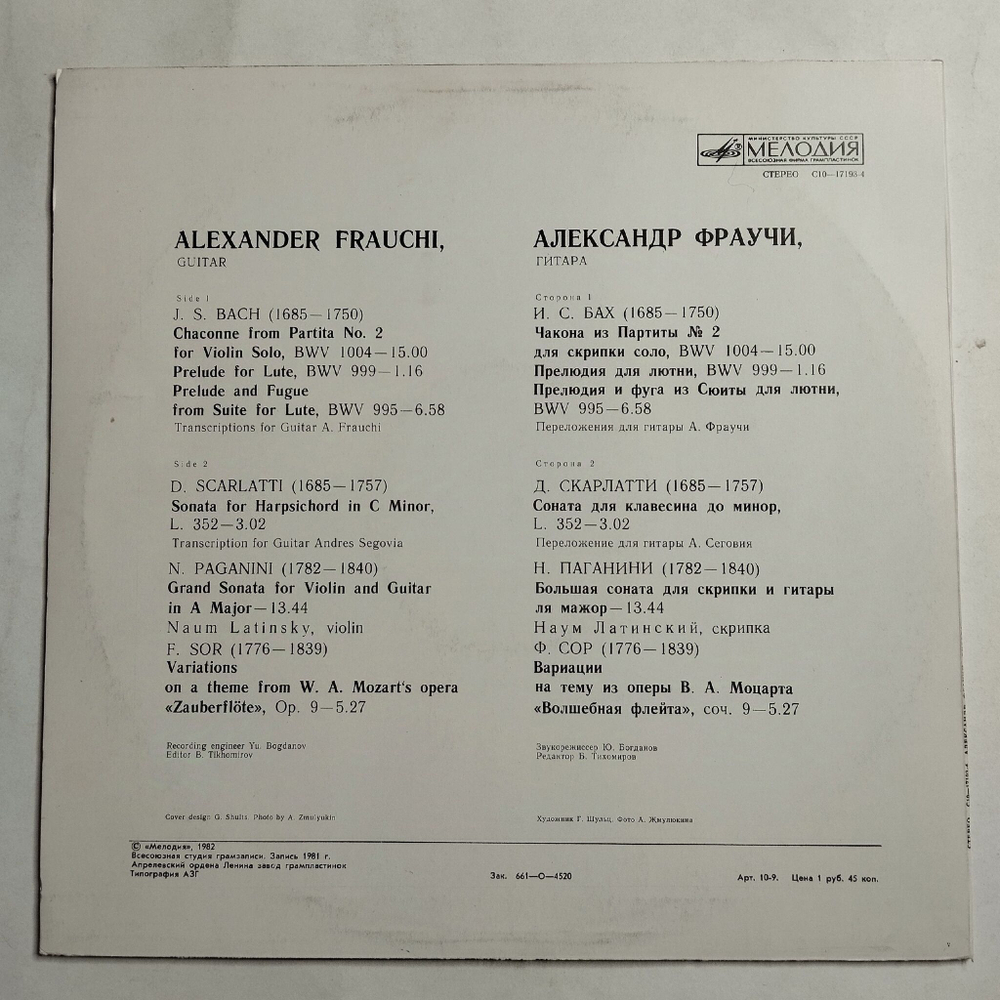 МИНИСТЕРСТВО КУЛЬТУРЫ СССР
МЕЛОДИЯ
ВСЕСОЮЗНАЯ ФИРМА ГРАМПЛАСТИНОК
СТЕРЕО С10—17193-4
ALEXANDER FRAUCHI,
GUITAR
Side 1
J. S. BACH (1685—1750)
Chaconne from Partita No. 2
for Violin Solo, BWV 1004—15.00
Prelude for Lute, BWV 999—1.16
Prelude and Fugue
from Suite for Lute, BWV 995—6.58
Transcriptions for Guitar A. Frauchi
Side 2
D. SCARLATTI (1685—1757)
Sonata for Harpsichord in C Minor,
L. 352—3.02
Transcription for Guitar Andres Segovia
N. PAGANINI (1782—1840)
Grand Sonata for Violin and Guitar
in A Major—13.44
Naum Latinsky, violin
F. SOR (1776—1839)
Variations
on a theme from W. A. Mozart's opera
«Zauberflöte», Op. 9—5.27
Recording engineer Yu. Bogdanov
Editor B. Tikhomirov
Cover design G. Shults. Photo by A. Zmulyukin
АЛЕКСАНДР ФРАУЧИ,
ГИТАРА
Сторона 1
И. С. БАХ (1685—1750)
Чакона из Партиты № 2
для скрипки соло, BWV 1004—15.00
Прелюдия для лютни, BWV 999—1.16
Прелюдия и фуга из Сюиты для лютни,
BWV 995—6.58
Переложения для гитары А. Фраучи
Сторона 2
Д. СКАРЛАТТИ (1685—1757)
Соната для клавесина до минор,
L. 352—3.02
Переложение для гитары А. Сеговия
Н. ПАГАНИНИ (1782—1840)
Большая соната для скрипки и гитары
ля мажор—13.44
Наум Латинский, скрипка
Ф. СОР (1776—1839)
Вариации
на тему из оперы В. А. Моцарта
«Волшебная флейта», соч. 9—5.27
Звукорежиссер Ю. Богданов
Редактор Б. Тихомиров
Художник Г. Шульц. Фото А. Жмулюкина
© «Мелодия», 1982
Всесоюзная студия грамзаписи. Запись 1981 г.
Апрелевский ордена Ленина завод грампластинок
Типография АЗГ
Зак. 661—О—4520
Арт. 10-9. Цена 1 руб. 45 коп.